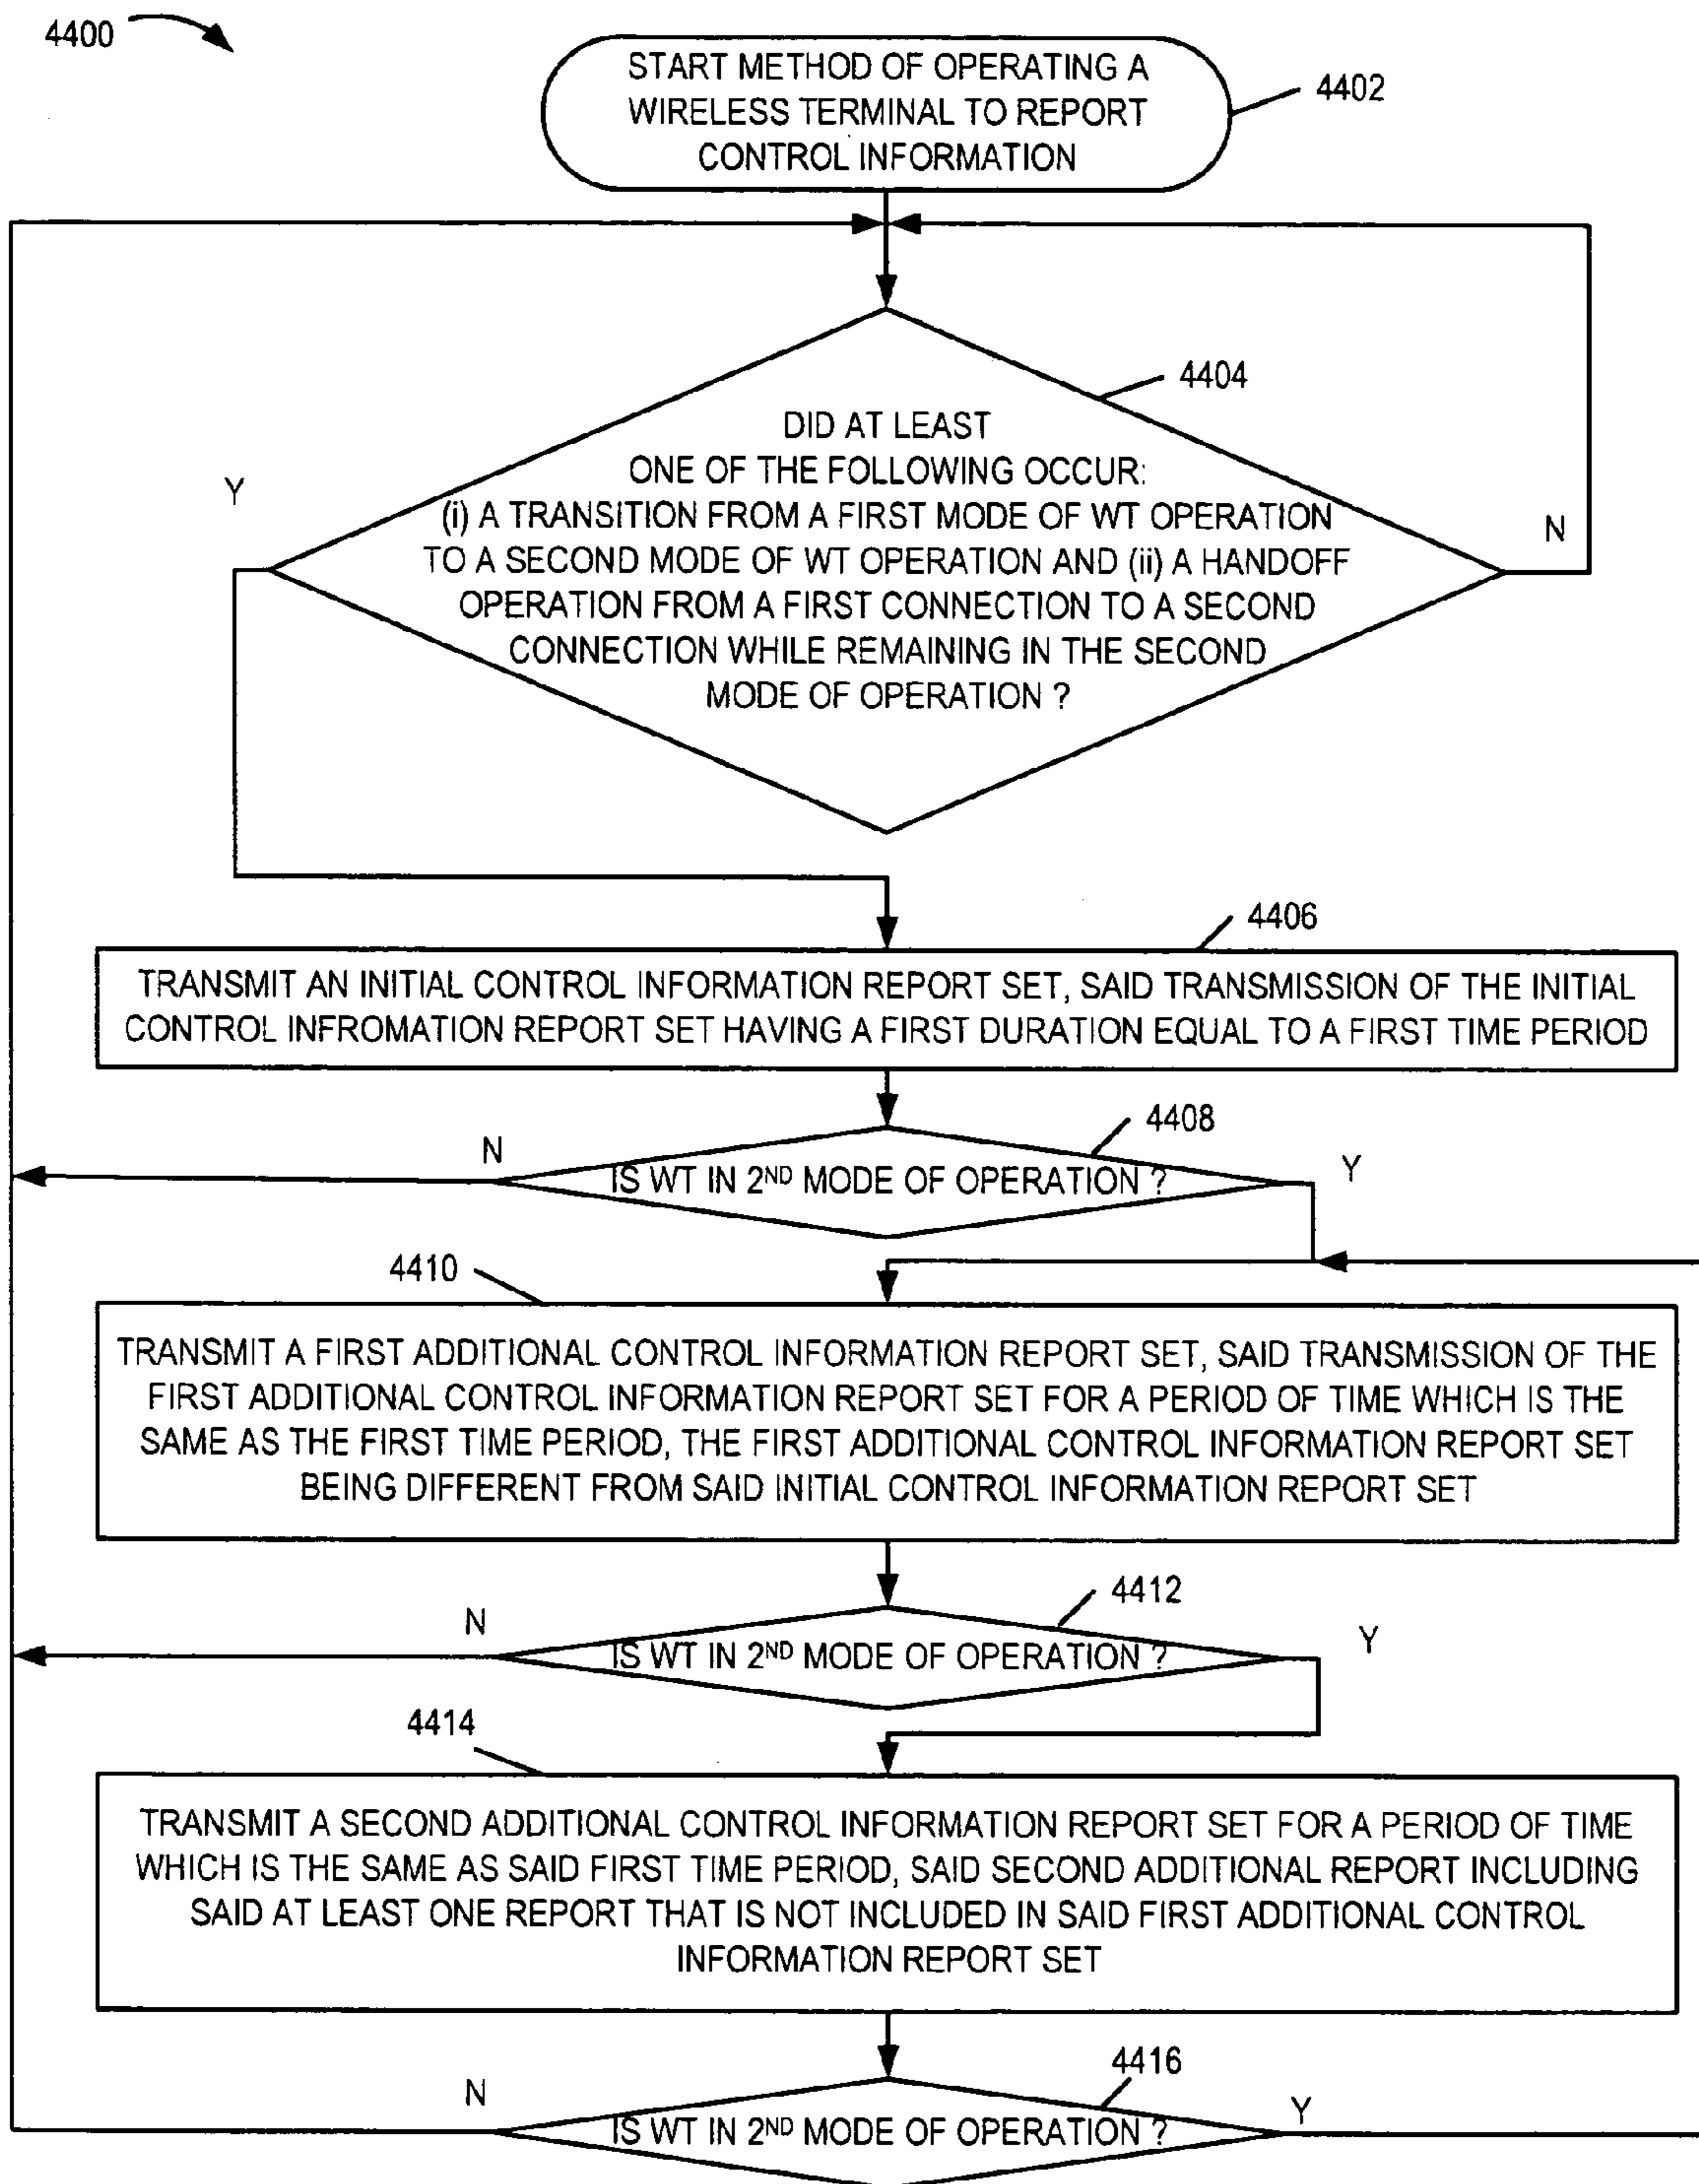 4400
START METHOD OF OPERATING A
WIRELESS TERMINAL TO REPORT
CONTROL INFORMATION
4402
4404
DID AT LEAST
ONE OF THE FOLLOWING OCCUR:
Y
(i) A TRANSITION FROM A FIRST MODE OF WT OPERATION
N
TO A SECOND MODE OF WT OPERATION AND (ii) A HANDOFF
OPERATION FROM A FIRST CONNECTION TO A SECOND
CONNECTION WHILE REMAINING IN THE SECOND
MODE OF OPERATION ?
4406
TRANSMIT AN INITIAL CONTROL INFORMATION REPORT SET, SAID TRANSMISSION OF THE INITIAL
CONTROL INFROMATION REPORT SET HAVING A FIRST DURATION EQUAL TO A FIRST TIME PERIOD
4408
N
IS WT IN 2ND MODE OF OPERATION ?
Y
4410
TRANSMIT A FIRST ADDITIONAL CONTROL INFORMATION REPORT SET, SAID TRANSMISSION OF THE
FIRST ADDITIONAL CONTROL INFORMATION REPORT SET FOR A PERIOD OF TIME WHICH IS THE
SAME AS THE FIRST TIME PERIOD, THE FIRST ADDITIONAL CONTROL INFORMATION REPORT SET
BEING DIFFERENT FROM SAID INITIAL CONTROL INFORMATION REPORT SET
4412
N
IS WT IN 2ND MODE OF OPERATION ?
Y
4414
TRANSMIT A SECOND ADDITIONAL CONTROL INFORMATION REPORT SET FOR A PERIOD OF TIME
WHICH IS THE SAME AS SAID FIRST TIME PERIOD, SAID SECOND ADDITIONAL REPORT INCLUDING
SAID AT LEAST ONE REPORT THAT IS NOT INCLUDED IN SAID FIRST ADDITIONAL CONTROL
INFORMATION REPORT SET
4416
N
IS WT IN 2ND MODE OF OPERATION ?
Y